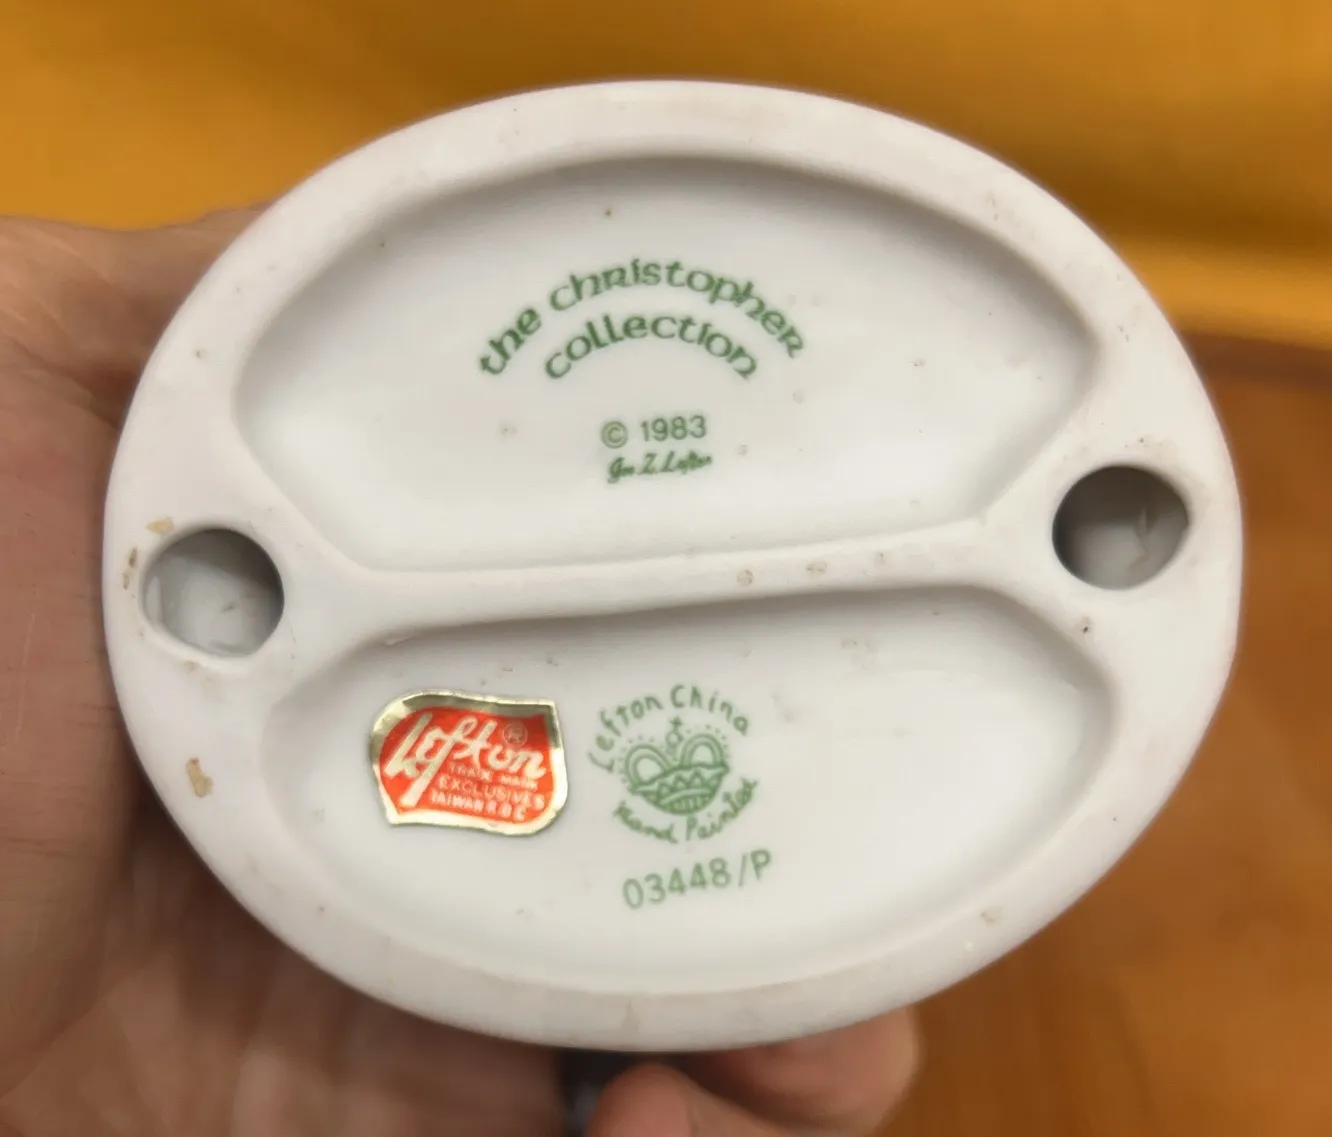 the christopher
collection
© 1983
Geo Z. Lefton
Lefton®
TRADE MARK
EXCLUSIVES
TAIWAN R.O.C
Lefton China
Hand Painted
03448/P